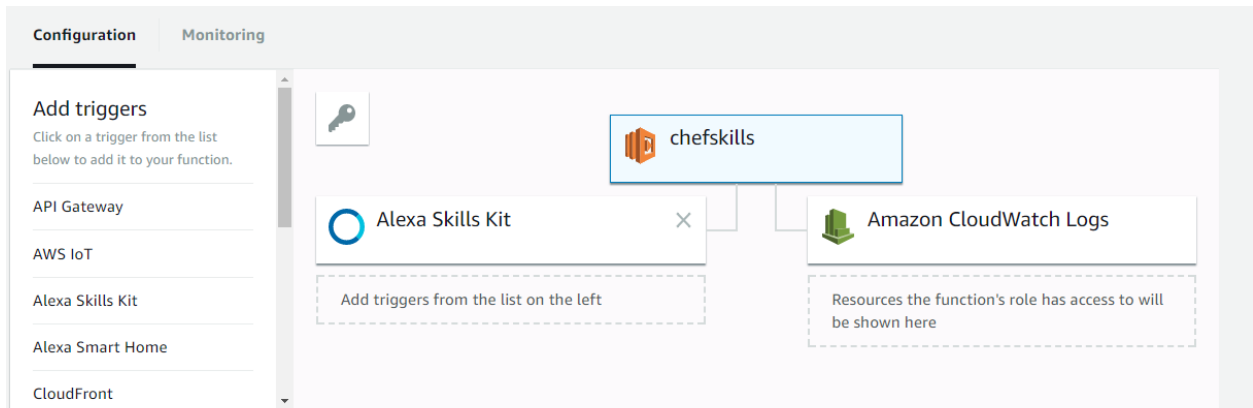 Configuration
Monitoring
Add triggers
Click on a trigger from the list
below to add it to your function.
API Gateway
AWS IoT
Alexa Skills Kit
Alexa Smart Home
CloudFront
chefskills
Alexa Skills Kit
Add triggers from the list on the left
Amazon CloudWatch Logs
Resources the function's role has access to will
be shown here